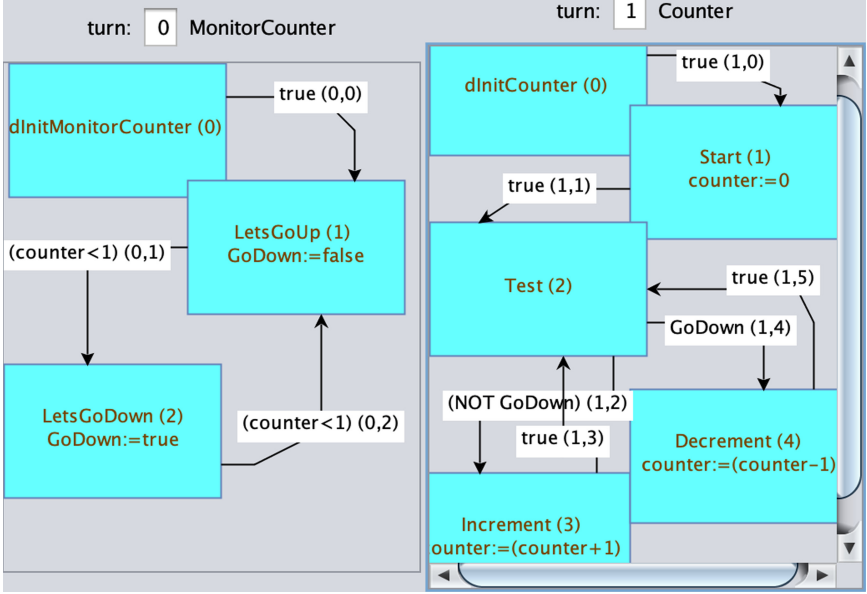 turn: 0 MonitorCounter
dInitMonitorCounter (0)
true (0,0)
LetsGoUp (1)
GoDown:=false
(counter<1) (0,1)
LetsGoDown (2)
GoDown:=true
(counter<1) (0,2)
turn: 1 Counter
dInitCounter (0)
true (1,0)
Start (1)
counter:=0
true (1,1)
Test (2)
true (1,5)
GoDown (1,4)
(NOT GoDown) (1,2)
true (1,3)
Decrement (4)
counter:=(counter-1)
Increment (3)
ounter:=(counter+1)